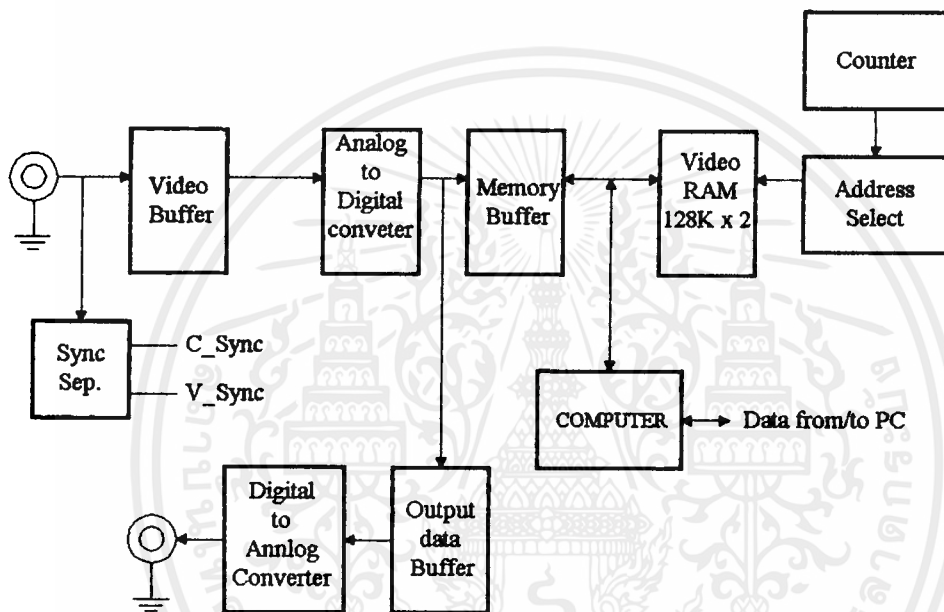 Counter
Video
Buffer
Analog
to
Digital
conveter
Memory
Buffer
Video
RAM
128K x 2
Address
Select
Sync
Sep.
C_Sync
V_Sync
COMPUTER
Data from/to PC
Digital
to
Annlog
Converter
Output
data
Buffer